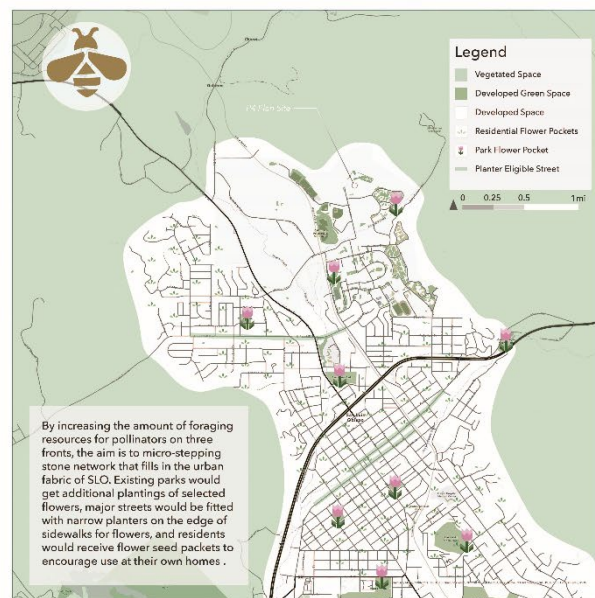 Legend
Vegetated Space
Developed Green Space
Developed Space
Residential Flower Pockets
Park Flower Pocket
Planter Eligible Street
0 0.25 0.5 1mi
By increasing the amount of foraging
resources for pollinators on three
fronts, the aim is to micro-stepping
stone network that fills in the urban
fabric of SLO. Existing parks would
get additional plantings of selected
flowers, major streets would be fitted
with narrow planters on the edge of
sidewalks for flowers, and residents
would receive flower seed packets to
encourage use at their own homes .